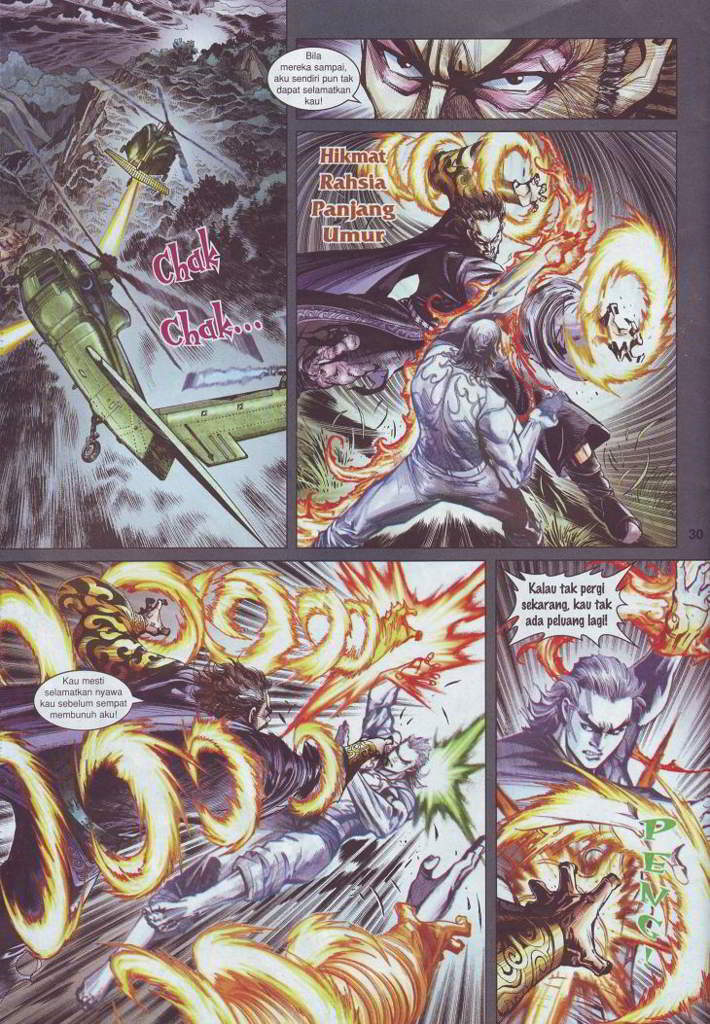 Bila
mereka sampai,
aku sendiri pun tak
dapat selamatkan
kau!
Chak
Chak...
Hikmat
Rahsia
Panjang
Umur
30
Kau mesti
selamatkan nyawa
kau sebelum sempat
membunuh aku!
Kalau tak pergi
sekarang, kau tak
ada peluang lagi!
PENG!